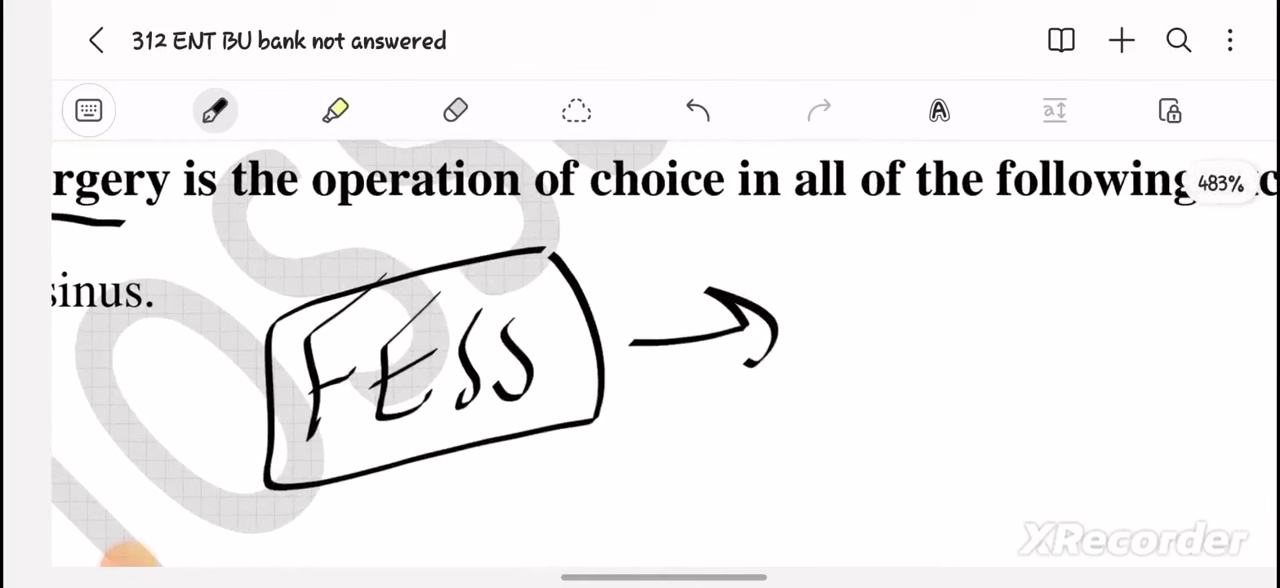 312 ENT BU bank not answered
rgery is the operation of choice in all of the following
483%
sinus.
FESS
XRecorder